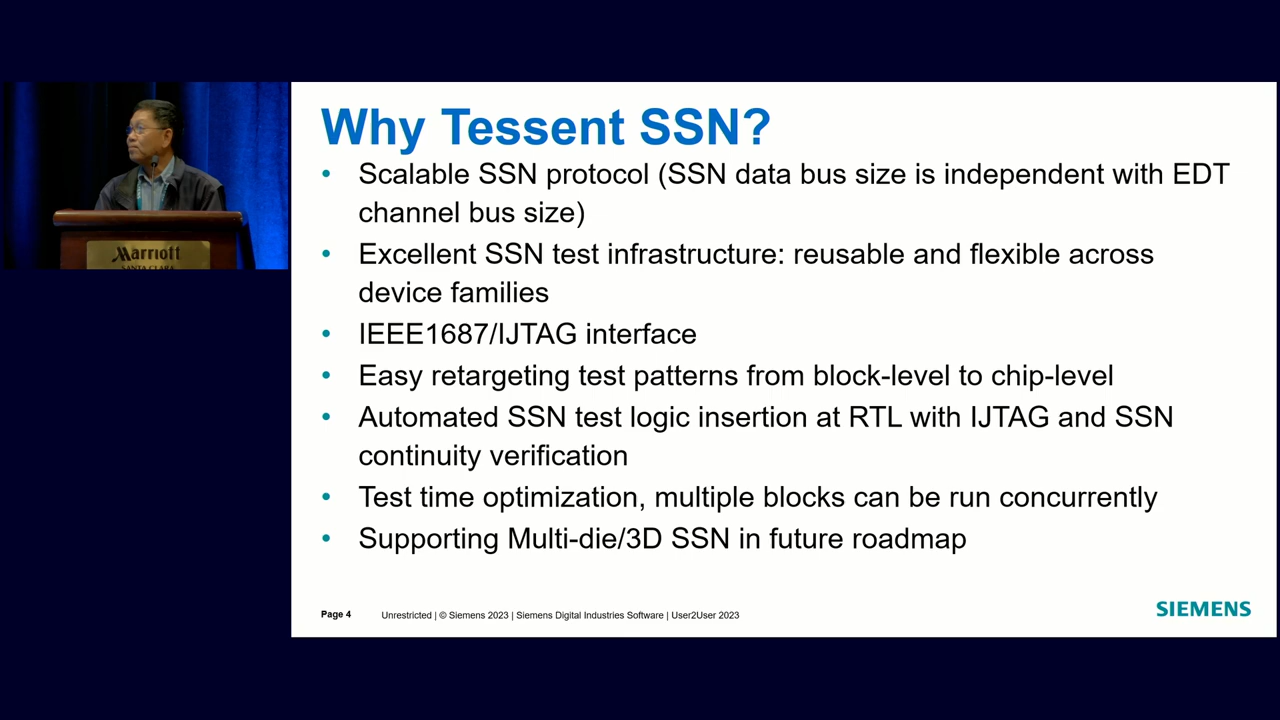 Why Tessent SSN?
• Scalable SSN protocol (SSN data bus size is independent with EDT
channel bus size)
• Excellent SSN test infrastructure: reusable and flexible across
device families
• IEEE1687/IJTAG interface
• Easy retargeting test patterns from block-level to chip-level
• Automated SSN test logic insertion at RTL with IJTAG and SSN
continuity verification
• Test time optimization, multiple blocks can be run concurrently
• Supporting Multi-die/3D SSN in future roadmap
Page 4 Unrestricted | © Siemens 2023 | Siemens Digital Industries Software | User2User 2023
SIEMENS
Marriott
SANTA CLARA